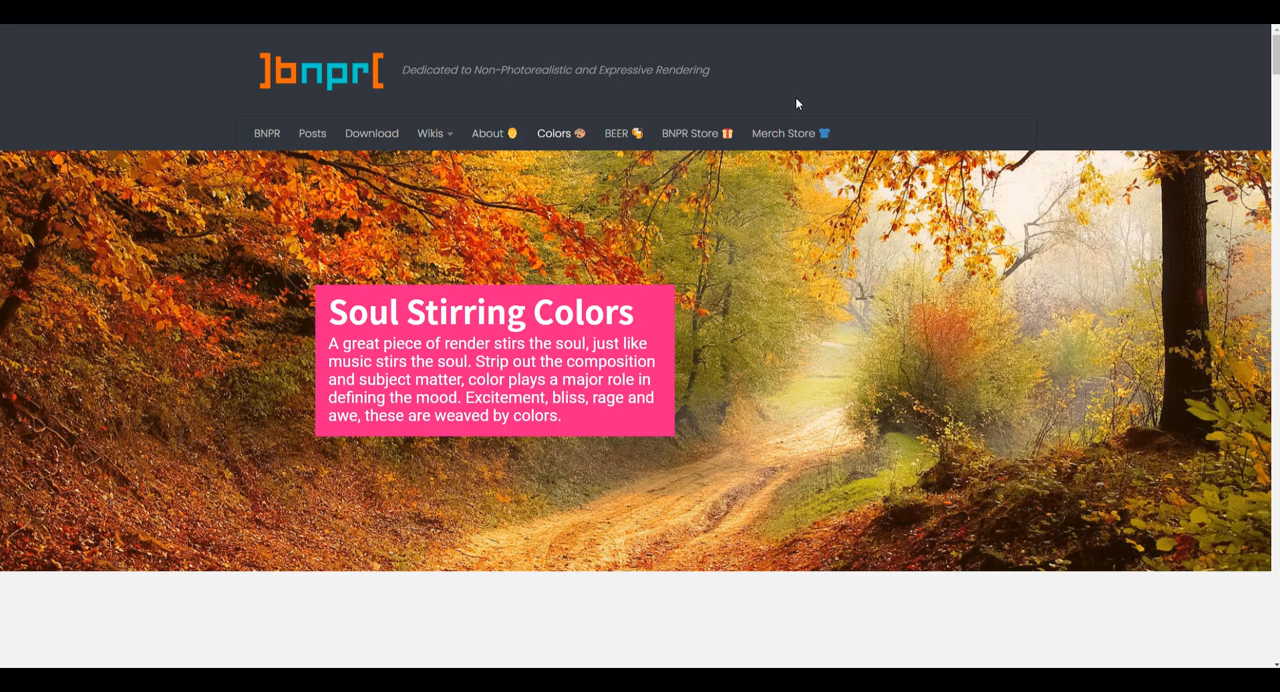 ]bnpr[
Dedicated to Non-Photorealistic and Expressive Rendering
BNPR Posts Download Wikis About Colors BEER BNPR Store Merch Store
Soul Stirring Colors
A great piece of render stirs the soul, just like
music stirs the soul. Strip out the composition
and subject matter, color plays a major role in
defining the mood. Excitement, bliss, rage and
awe, these are weaved by colors.